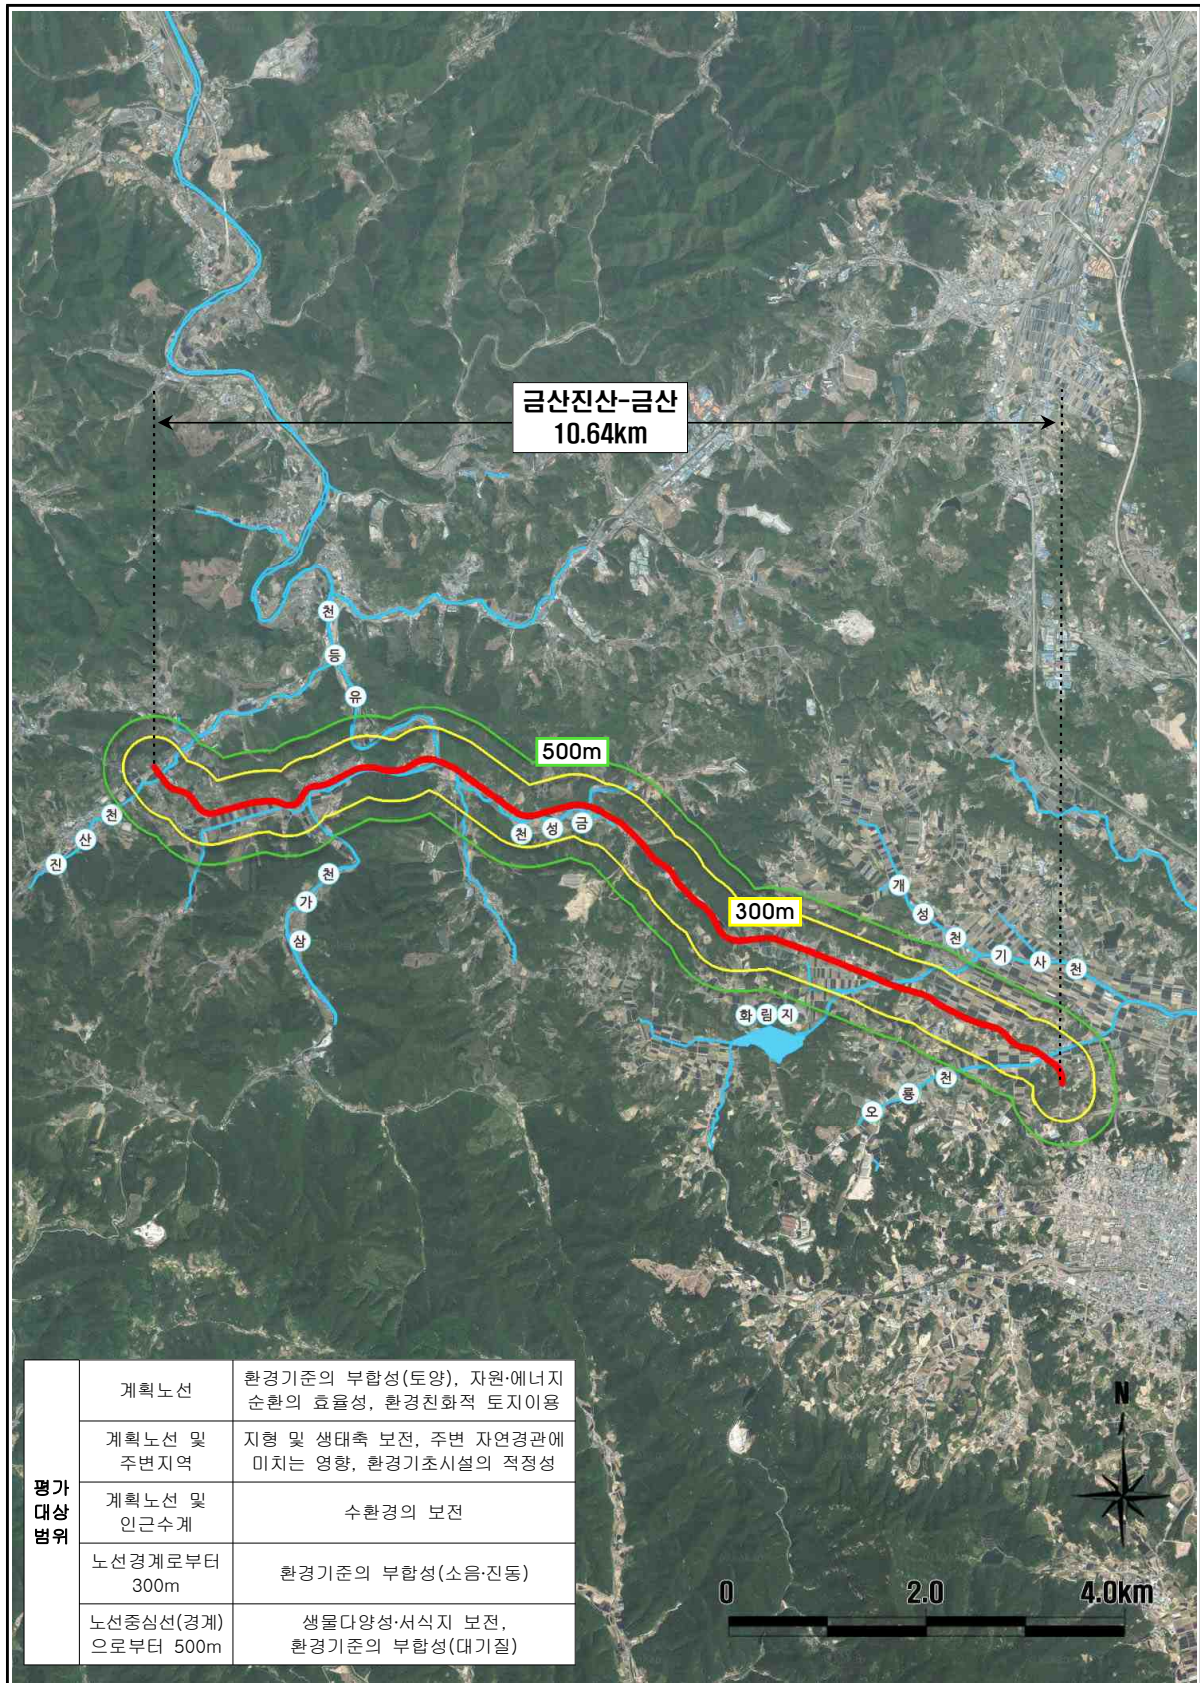 금산진산-금산
10.64km
천
등
유
500m
진 산 천
천 성 금
천
가
삼
300m
개
성
천
기 사 천
화 림 지
오 룡 천
평가
대상
범위
계획노선
환경기준의 부합성(토양), 자원·에너지
순환의 효율성, 환경친화적 토지이용
계획노선 및
주변지역
지형 및 생태축 보전, 주변 자연경관에
미치는 영향, 환경기초시설의 적정성
계획노선 및
인근수계
수환경의 보전
노선경계로부터
300m
환경기준의 부합성(소음·진동)
노선중심선(경계)
으로부터 500m
생물다양성·서식지 보전,
환경기준의 부합성(대기질)
N
0 2.0 4.0km